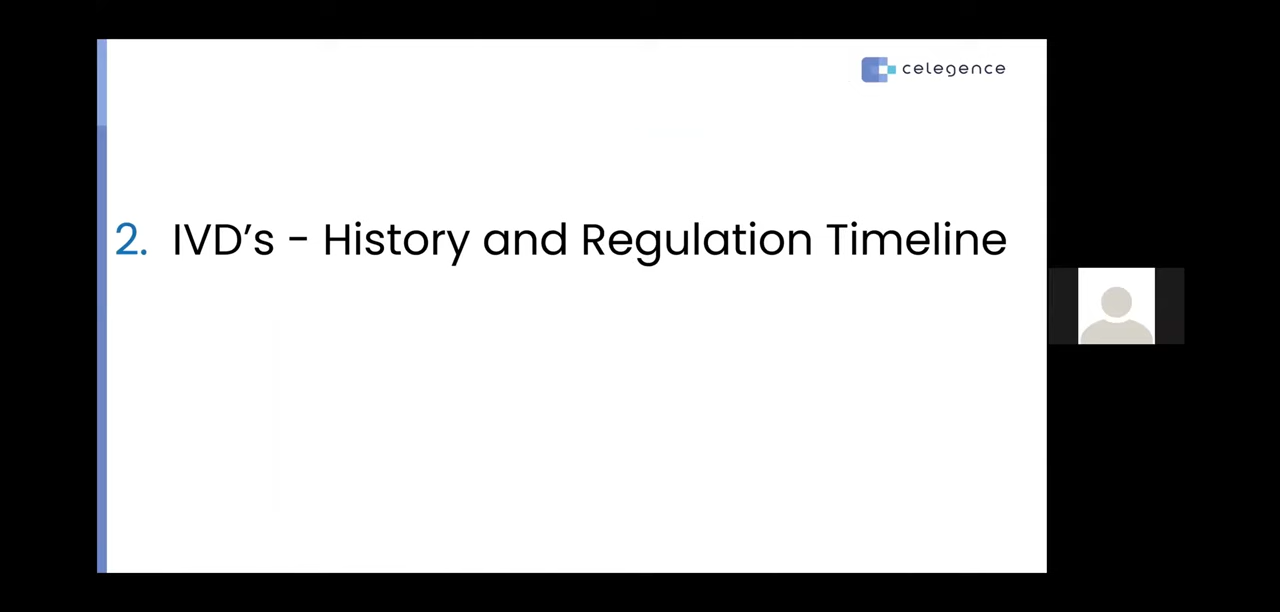 celegence
2. IVD’s - History and Regulation Timeline